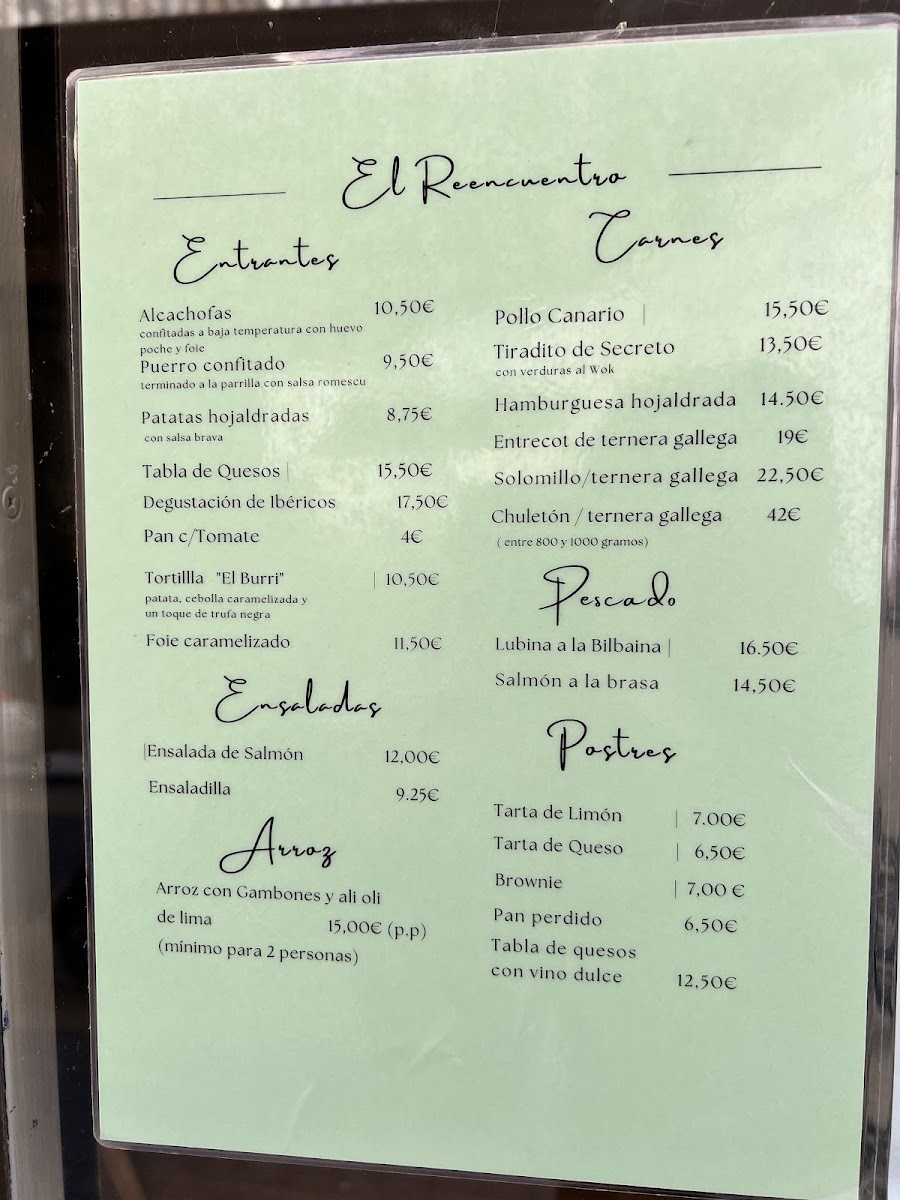 El Reencuentro
Entrantes
Alcachofas 10,50€
confitadas a baja temperatura con huevo
poche y foie
Puerro confitado 9,50€
terminado a la parrilla con salsa romescu
Patatas hojaldradas 8,75€
con salsa brava
Tabla de Quesos | 15,50€
Degustación de Ibéricos 17,50€
Pan c/Tomate 4€
Tortillla "El Burri" | 10,50€
patata, cebolla caramelizada y
un toque de trufa negra
Foie caramelizado 11,50€
Ensaladas
|Ensalada de Salmón 12,00€
Ensaladilla 9.25€
Arroz
Arroz con Gambones y ali oli
de lima 15,00€ (p.p)
(mínimo para 2 personas)
Carnes
Pollo Canario | 15,50€
Tiradito de Secreto 13,50€
con verduras al Wok
Hamburguesa hojaldrada 14.50€
Entrecot de ternera gallega 19€
Solomillo/ternera gallega 22,50€
Chuletón / ternera gallega 42€
( entre 800 y 1000 gramos)
Pescado
Lubina a la Bilbaina | 16.50€
Salmón a la brasa 14,50€
Postres
Tarta de Limón | 7.00€
Tarta de Queso | 6,50€
Brownie | 7,00 €
Pan perdido 6,50€
Tabla de quesos
con vino dulce 12,50€